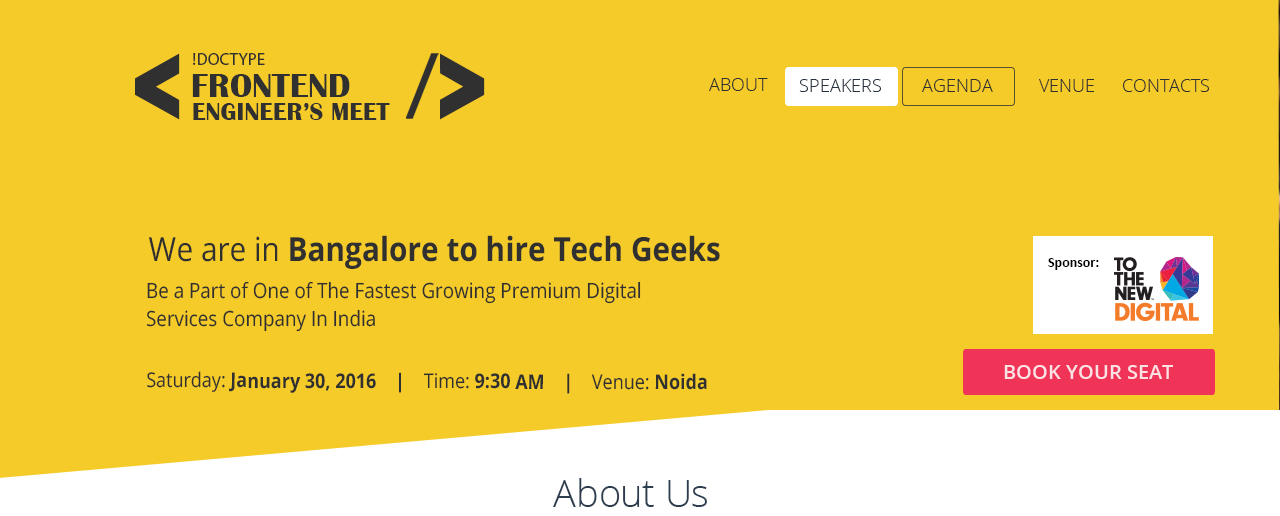 !DOCTYPE
FRONTEND
ENGINEER'S MEET
ABOUT
SPEAKERS
AGENDA
VENUE
CONTACTS
We are in Bangalore to hire Tech Geeks
Be a Part of One of The Fastest Growing Premium Digital
Services Company In India
Saturday: January 30, 2016 | Time: 9:30 AM | Venue: Noida
Sponsor:
TO
THE
NEW
DIGITAL
BOOK YOUR SEAT
About Us